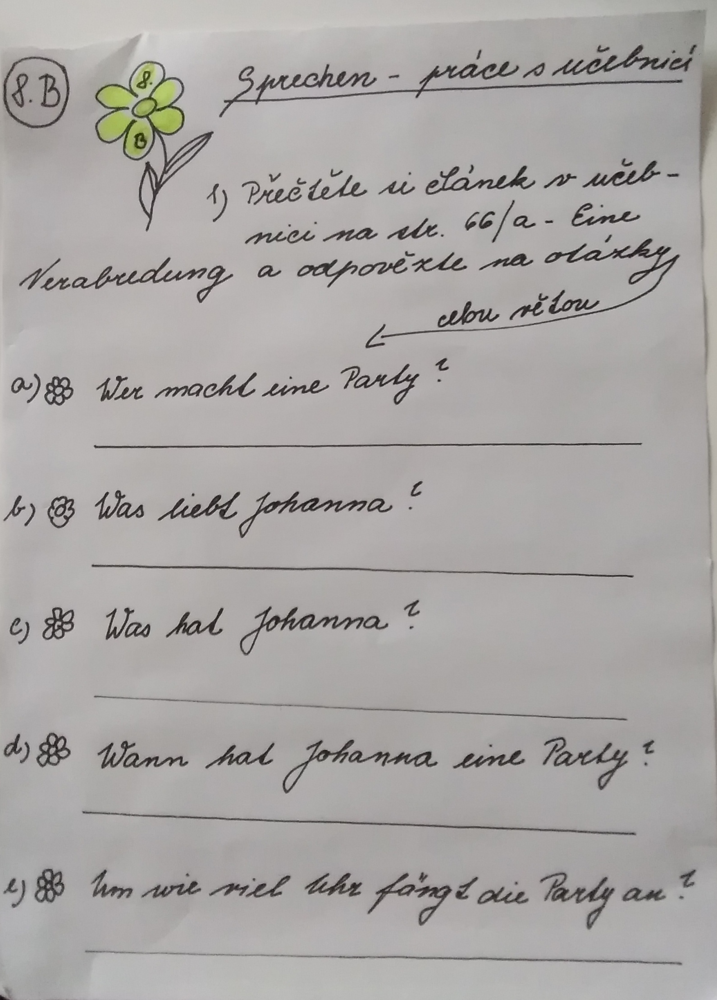 8.B
8.
B
Sprechen - práce s učebnicí
1) Přečtěte si článek v učeb-
nici na str. 66/a - Eine
Verabredung a odpovězte na otázky
celou větou
a) Wer macht eine Party?
b) Was liebt Johanna?
c) Was hat Johanna?
d) Wann hat Johanna eine Party?
e) Um wie viel Uhr fängt die Party an?